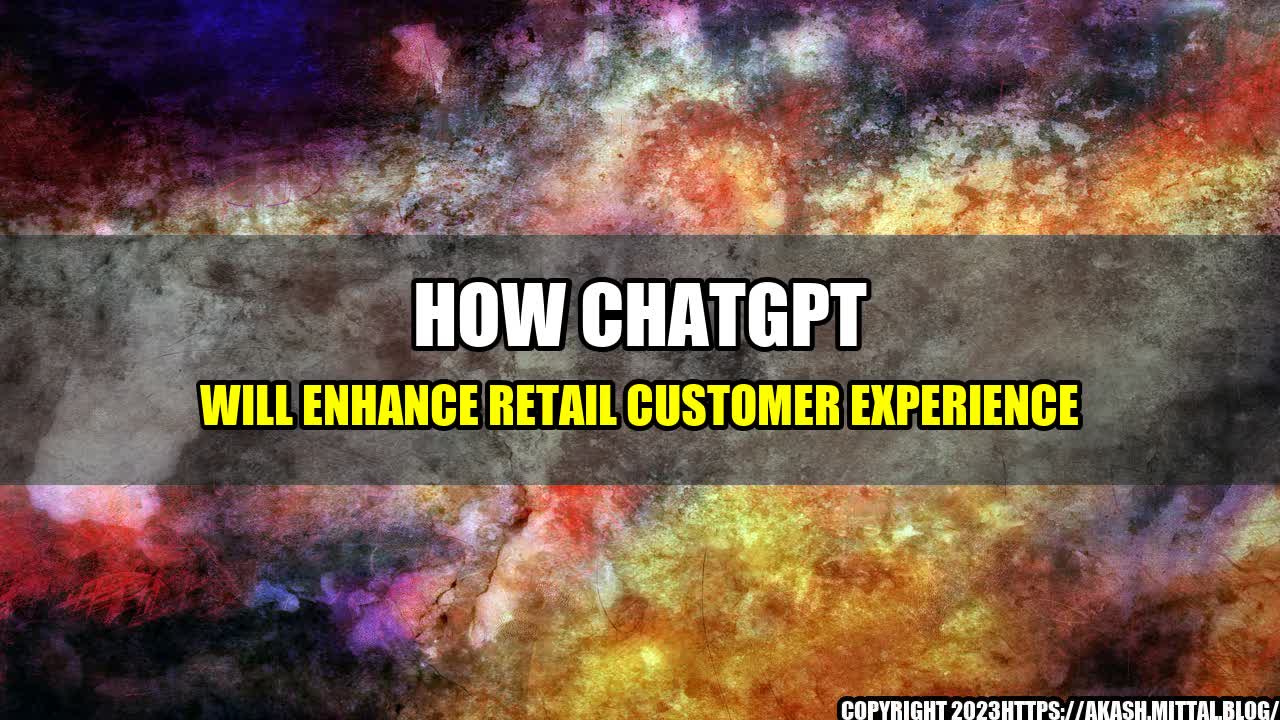 HOW CHATGPT
WILL ENHANCE RETAIL CUSTOMER EXPERIENCE
COPYRIGHT 2023HTTPS://AKASH.MITTAL.BLOG/